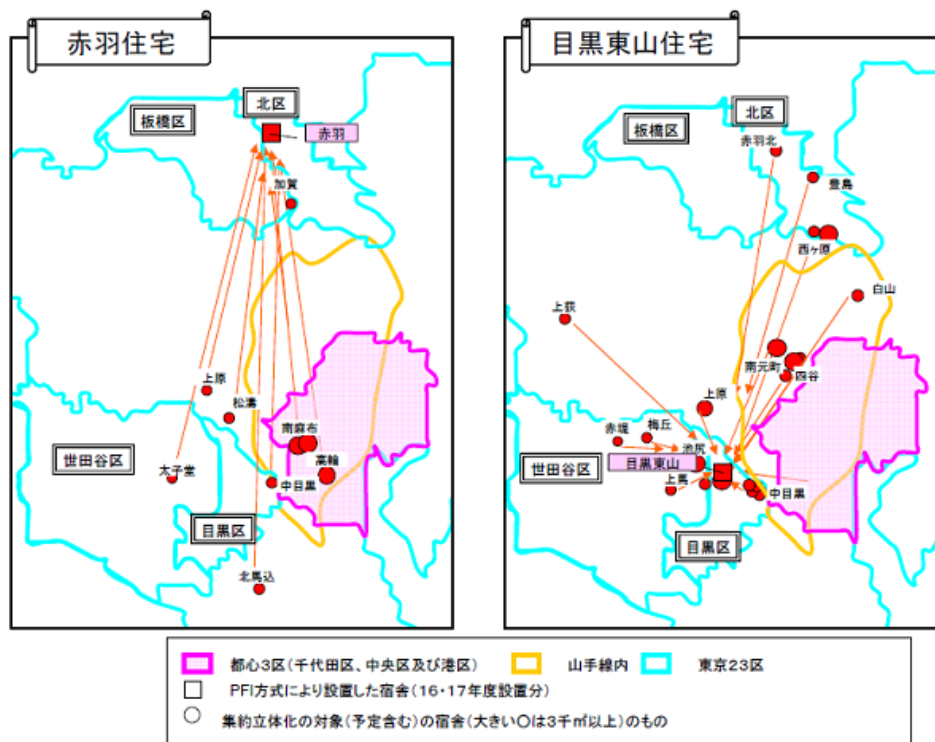 赤羽住宅
北区
板橋区
赤羽
加賀
上原
松濤
南麻布
高輪
世田谷区
太子堂
中目黒
目黒区
北馬込
目黒東山住宅
北区
板橋区
赤羽北
豊島
西ヶ原
白山
上荻
南元町
四谷
上原
赤堤
梅丘
池尻
世田谷区
目黒東山
上馬
中目黒
目黒区
都心3区(千代田区、中央区及び港区)
山手線内
東京23区
PFI方式により設置した宿舎(16・17年度設置分)
集約立体化の対象(予定含む)の宿舎(大きい○は3千㎡以上)のもの